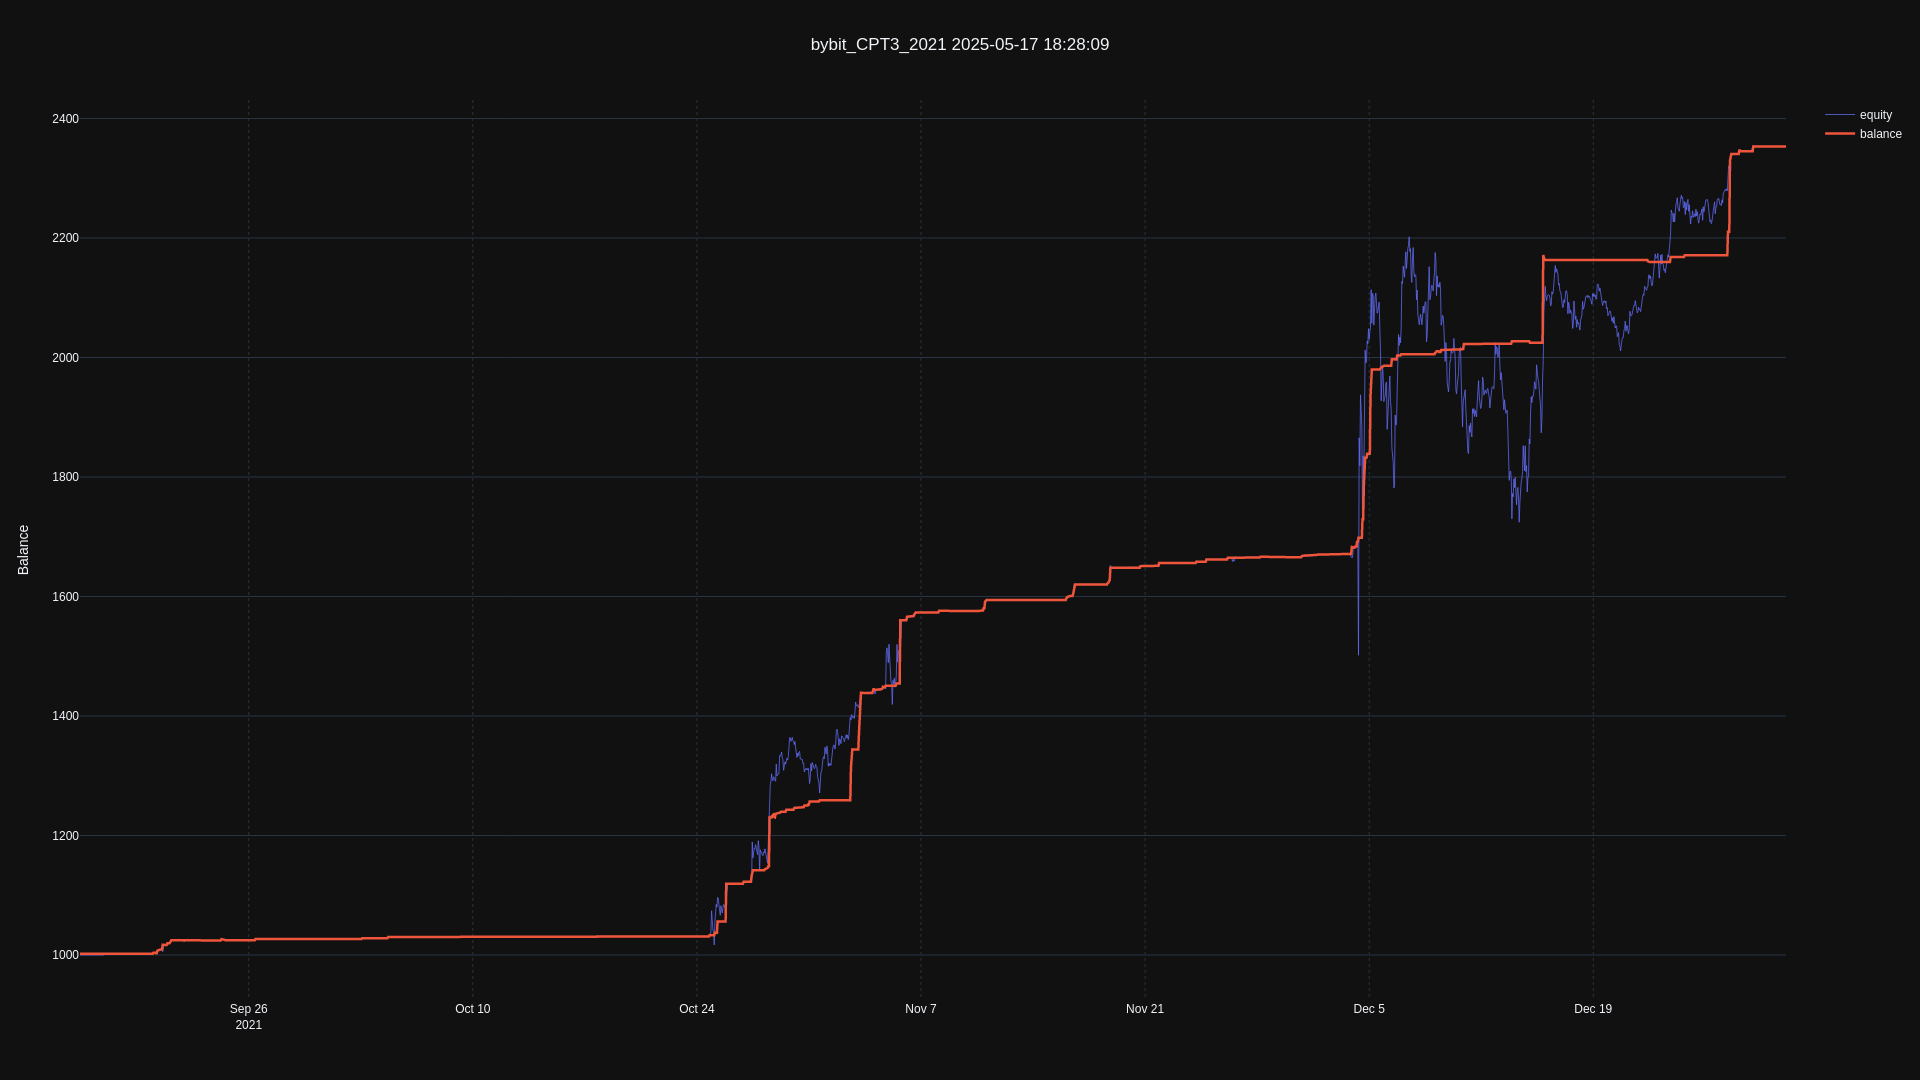 bybit_CPT3_2021 2025-05-17 18:28:09
equity
balance
Balance
2400
2200
2000
1800
1600
1400
1200
1000
Sep 26
2021
Oct 10
Oct 24
Nov 7
Nov 21
Dec 5
Dec 19